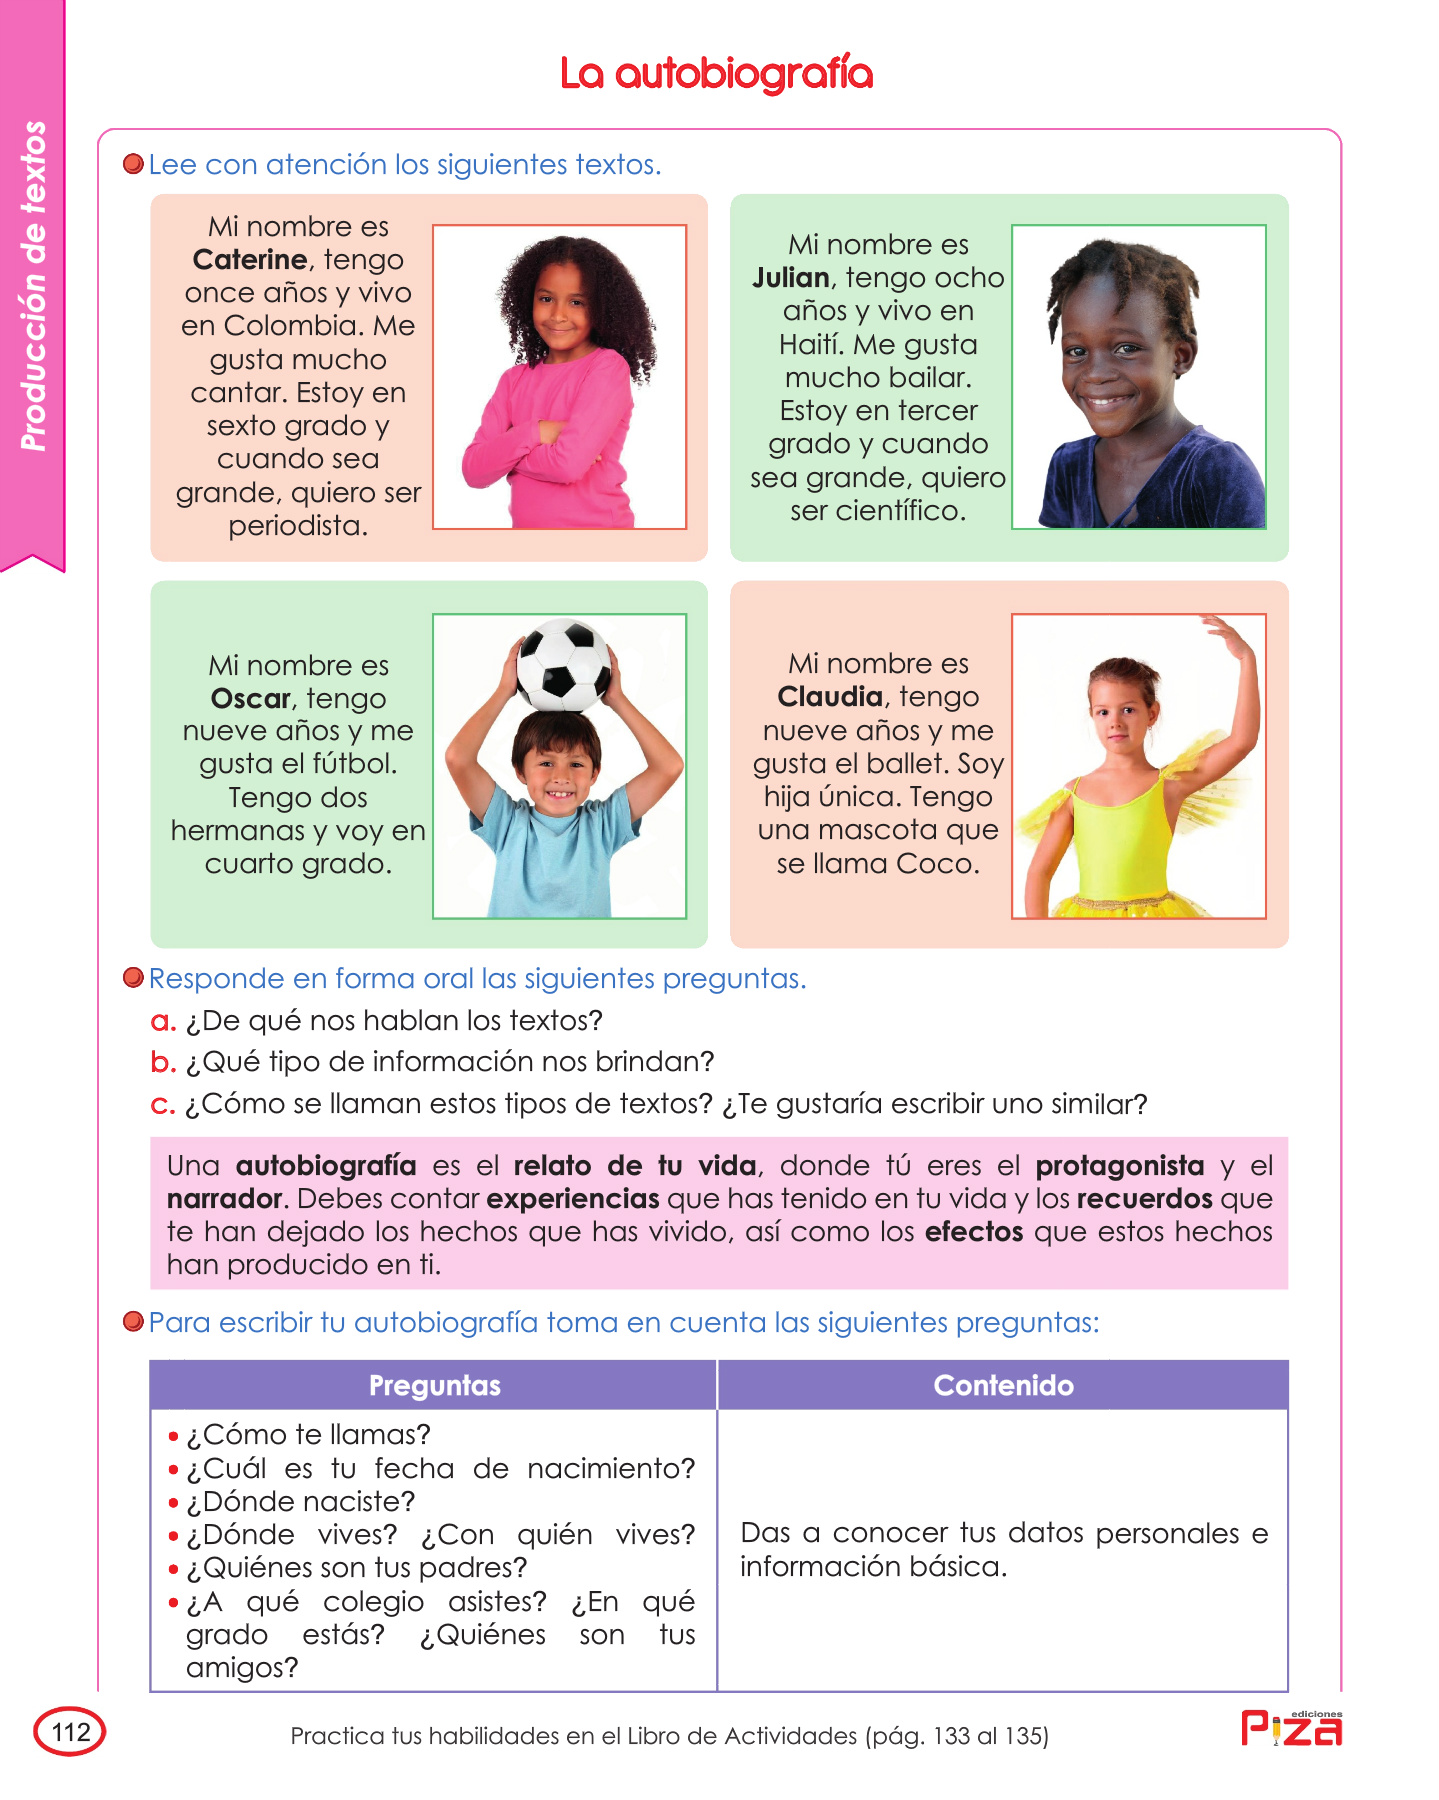 La autobiografía
Producción de textos
Lee con atención los siguientes textos.
Mi nombre es
Caterine, tengo
once años y vivo
en Colombia. Me
gusta mucho
cantar. Estoy en
sexto grado y
cuando sea
grande, quiero ser
periodista.
Mi nombre es
Julian, tengo ocho
años y vivo en
Haití. Me gusta
mucho bailar.
Estoy en tercer
grado y cuando
sea grande, quiero
ser científico.
Mi nombre es
Oscar, tengo
nueve años y me
gusta el fútbol.
Tengo dos
hermanas y voy en
cuarto grado.
Mi nombre es
Claudia, tengo
nueve años y me
gusta el ballet. Soy
hija única. Tengo
una mascota que
se llama Coco.
Responde en forma oral las siguientes preguntas.
a. ¿De qué nos hablan los textos?
b. ¿Qué tipo de información nos brindan?
c. ¿Cómo se llaman estos tipos de textos? ¿Te gustaría escribir uno similar?
Una autobiografía es el relato de tu vida, donde tú eres el protagonista y el
narrador. Debes contar experiencias que has tenido en tu vida y los recuerdos que
te han dejado los hechos que has vivido, así como los efectos que estos hechos
han producido en ti.
Para escribir tu autobiografía toma en cuenta las siguientes preguntas:
Preguntas
Contenido
• ¿Cómo te llamas?
• ¿Cuál es tu fecha de nacimiento?
• ¿Dónde naciste?
• ¿Dónde vives? ¿Con quién vives?
• ¿Quiénes son tus padres?
• ¿A qué colegio asistes? ¿En qué
grado estás? ¿Quiénes son tus
amigos?
Das a conocer tus datos personales e
información básica.
112
Practica tus habilidades en el Libro de Actividades (pág. 133 al 135)
ediciones
Piza